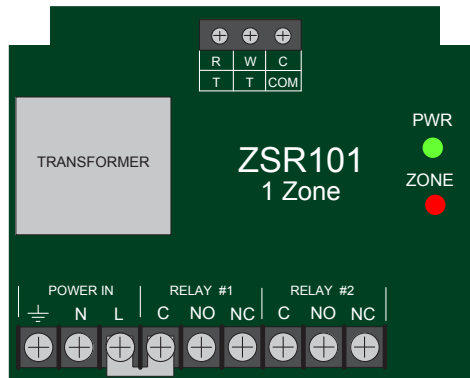 R W C
T T COM
TRANSFORMER
ZSR101
1 Zone
PWR
ZONE
POWER IN RELAY #1 RELAY #2
N L C NO NC C NO NC